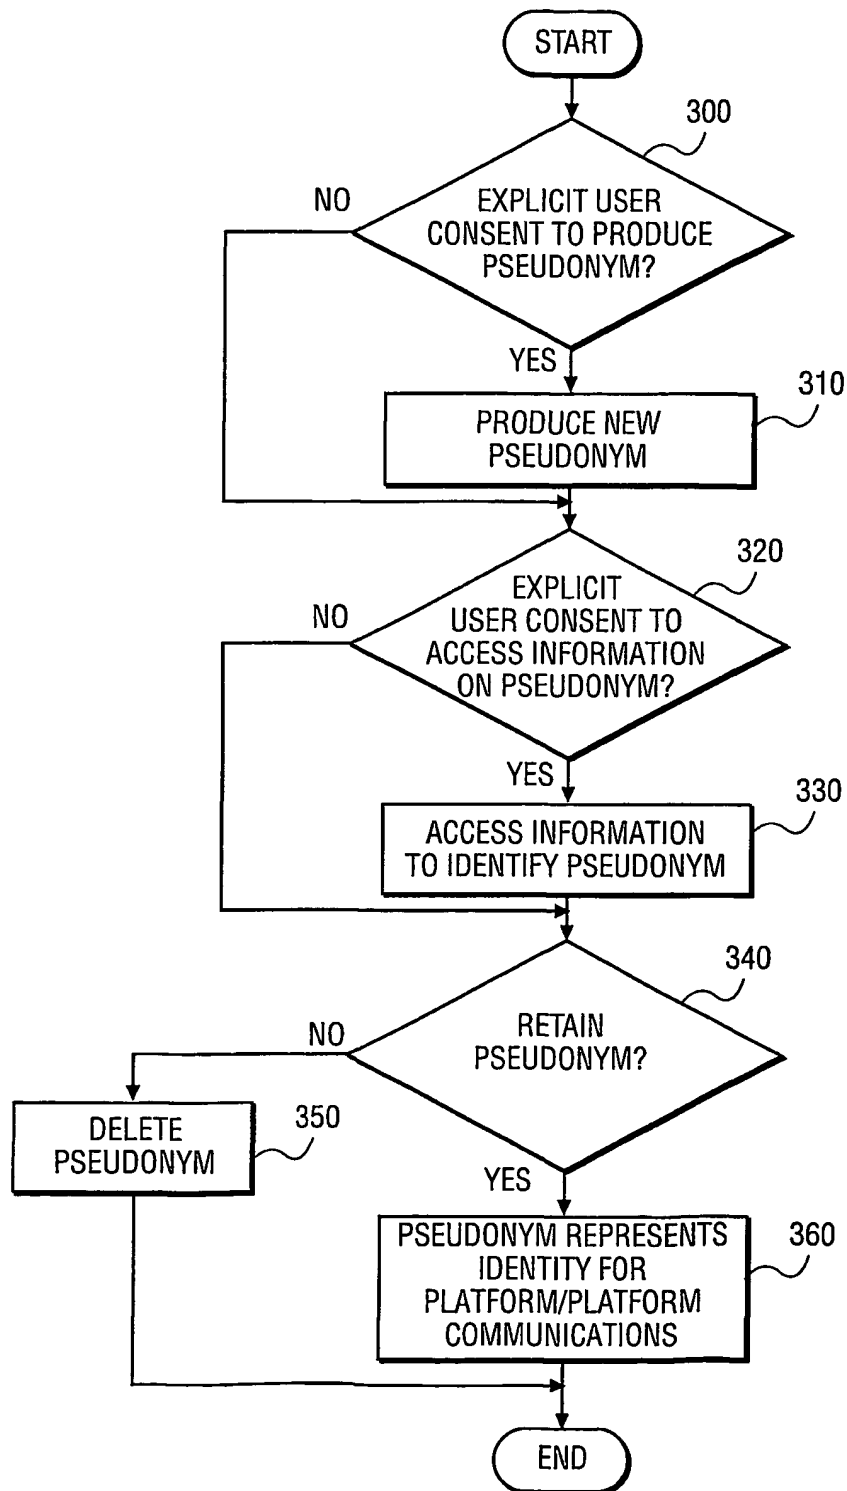 START
300
NO
EXPLICIT USER
CONSENT TO PRODUCE
PSEUDONYM?
YES
310
PRODUCE NEW
PSEUDONYM
320
NO
EXPLICIT
USER CONSENT TO
ACCESS INFORMATION
ON PSEUDONYM?
YES
330
ACCESS INFORMATION
TO IDENTIFY PSEUDONYM
340
NO
RETAIN
PSEUDONYM?
350
DELETE
PSEUDONYM
YES
360
PSEUDONYM REPRESENTS
IDENTITY FOR
PLATFORM/PLATFORM
COMMUNICATIONS
END